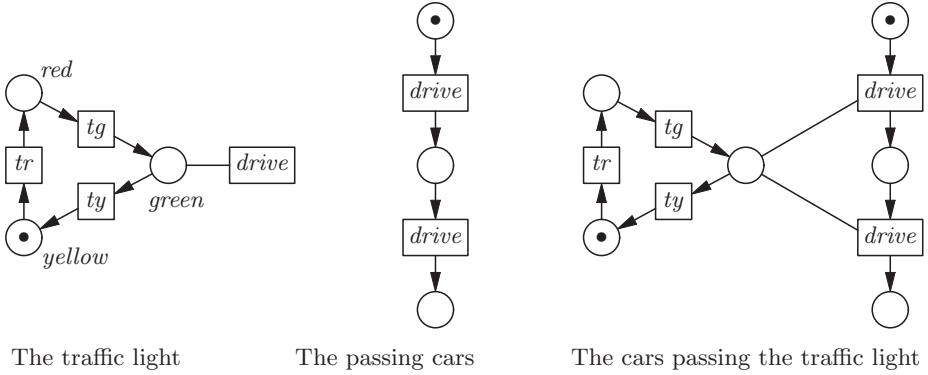 red
tg
tr
drive
ty
green
yellow
The traffic light
drive
drive
The passing cars
drive
tg
tr
ty
drive
The cars passing the traffic light